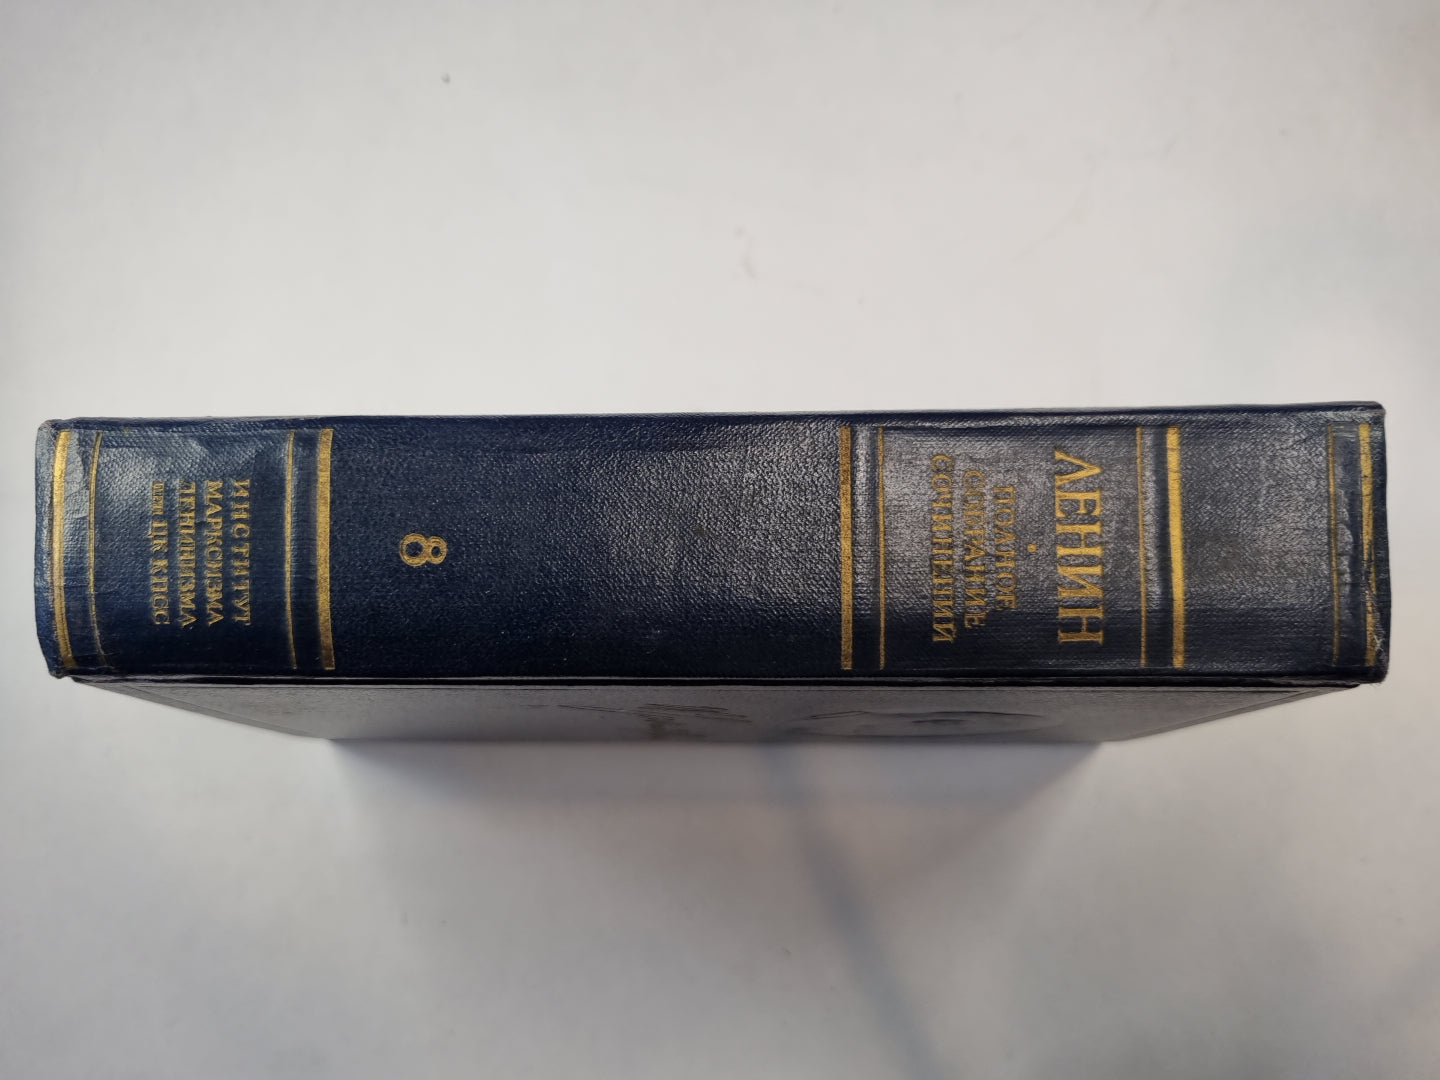 ЛЕНИН
ПОЛНОЕ
СОБРАНИЕ
СОЧИНЕНИЙ
8
ИНСТИТУТ
МАРКСИЗМА
ЛЕНИНИЗМА
ПРИ ЦК КПСС